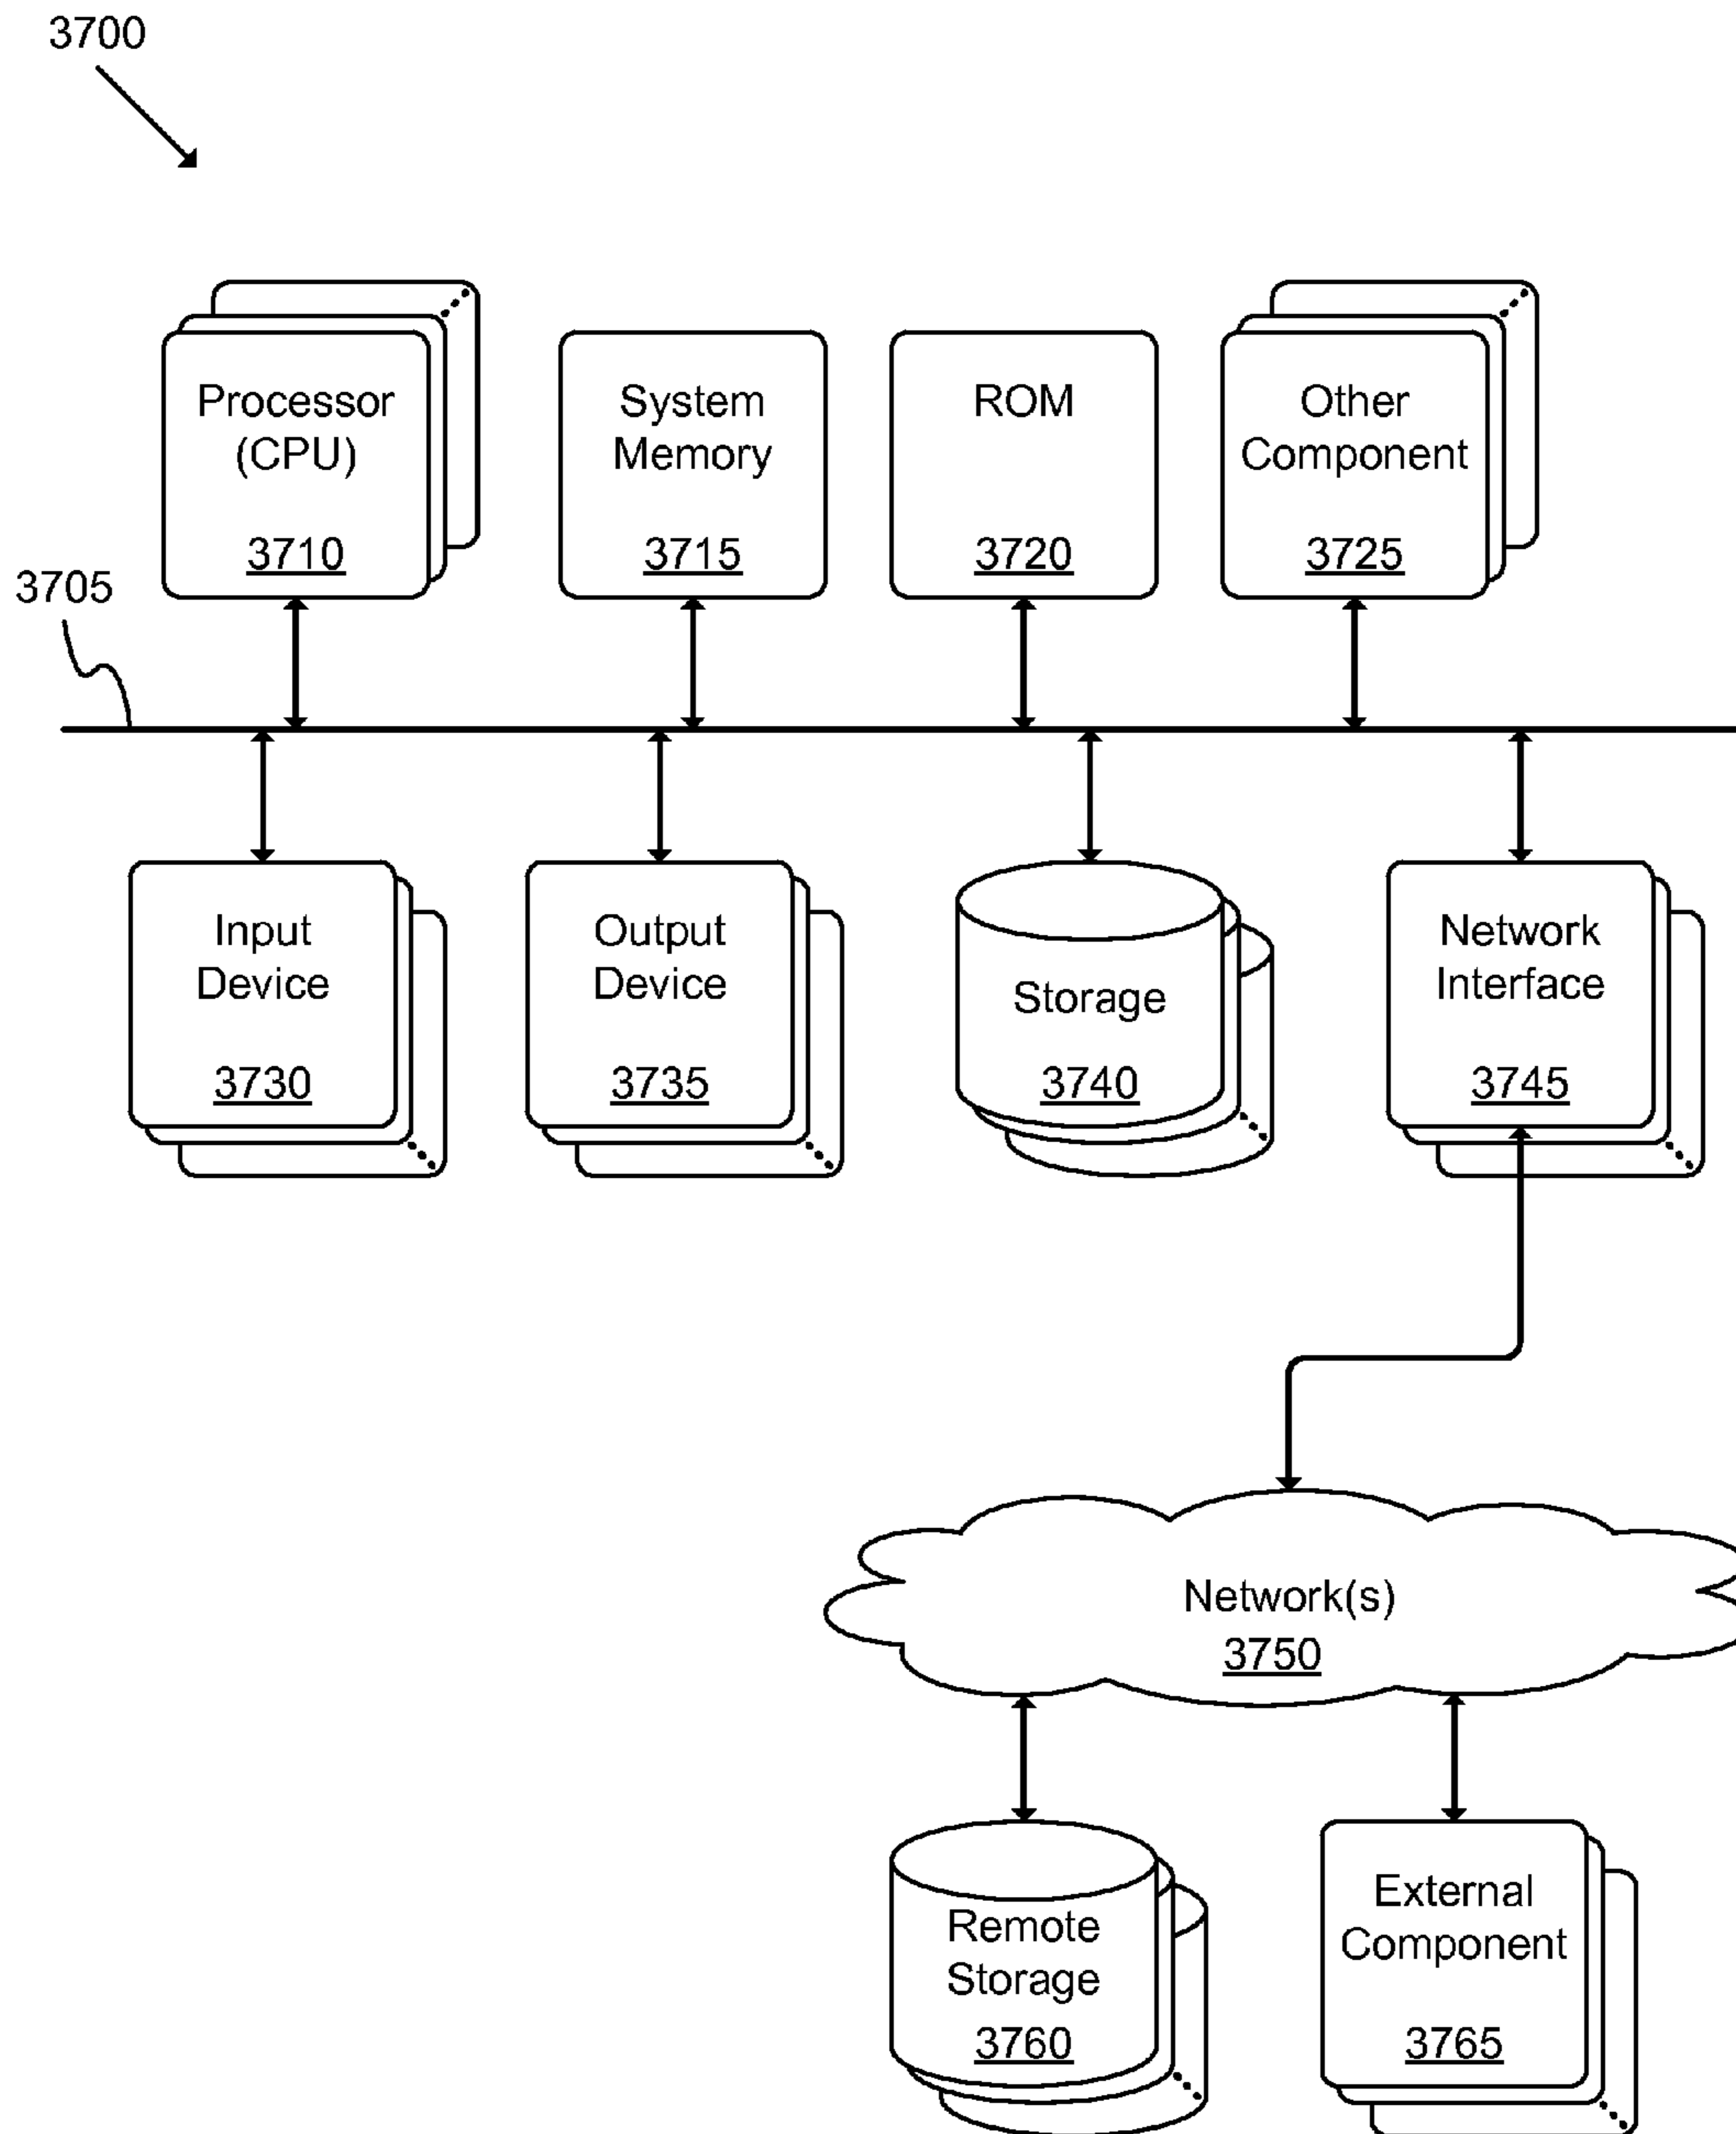 3700
Processor
(CPU)
3710
System
Memory
3715
ROM
3720
Other
Component
3725
3705
Input
Device
3730
Output
Device
3735
Storage
3740
Network
Interface
3745
Network(s)
3750
Remote
Storage
3760
External
Component
3765